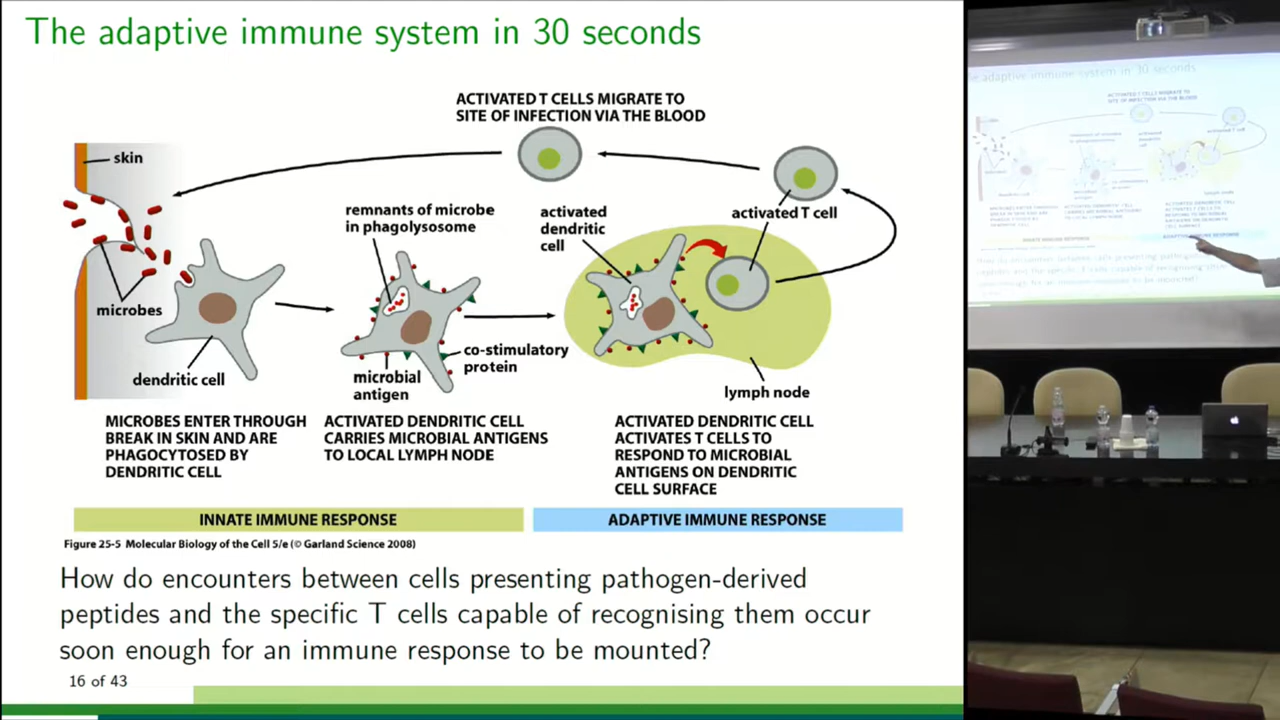 The adaptive immune system in 30 seconds
ACTIVATED T CELLS MIGRATE TO
SITE OF INFECTION VIA THE BLOOD
skin
remnants of microbe
in phagolysosome
activated
dendritic
cell
activated T cell
microbes
dendritic cell
microbial
antigen
co-stimulatory
protein
lymph node
MICROBES ENTER THROUGH
BREAK IN SKIN AND ARE
PHAGOCYTOSED BY
DENDRITIC CELL
ACTIVATED DENDRITIC CELL
CARRIES MICROBIAL ANTIGENS
TO LOCAL LYMPH NODE
ACTIVATED DENDRITIC CELL
ACTIVATES T CELLS TO
RESPOND TO MICROBIAL
ANTIGENS ON DENDRITIC
CELL SURFACE
INNATE IMMUNE RESPONSE
ADAPTIVE IMMUNE RESPONSE
Figure 25-5 Molecular Biology of the Cell 5/e (© Garland Science 2008)
How do encounters between cells presenting pathogen-derived
peptides and the specific T cells capable of recognising them occur
soon enough for an immune response to be mounted?
16 of 43
adaptive immune system in 30 seconds